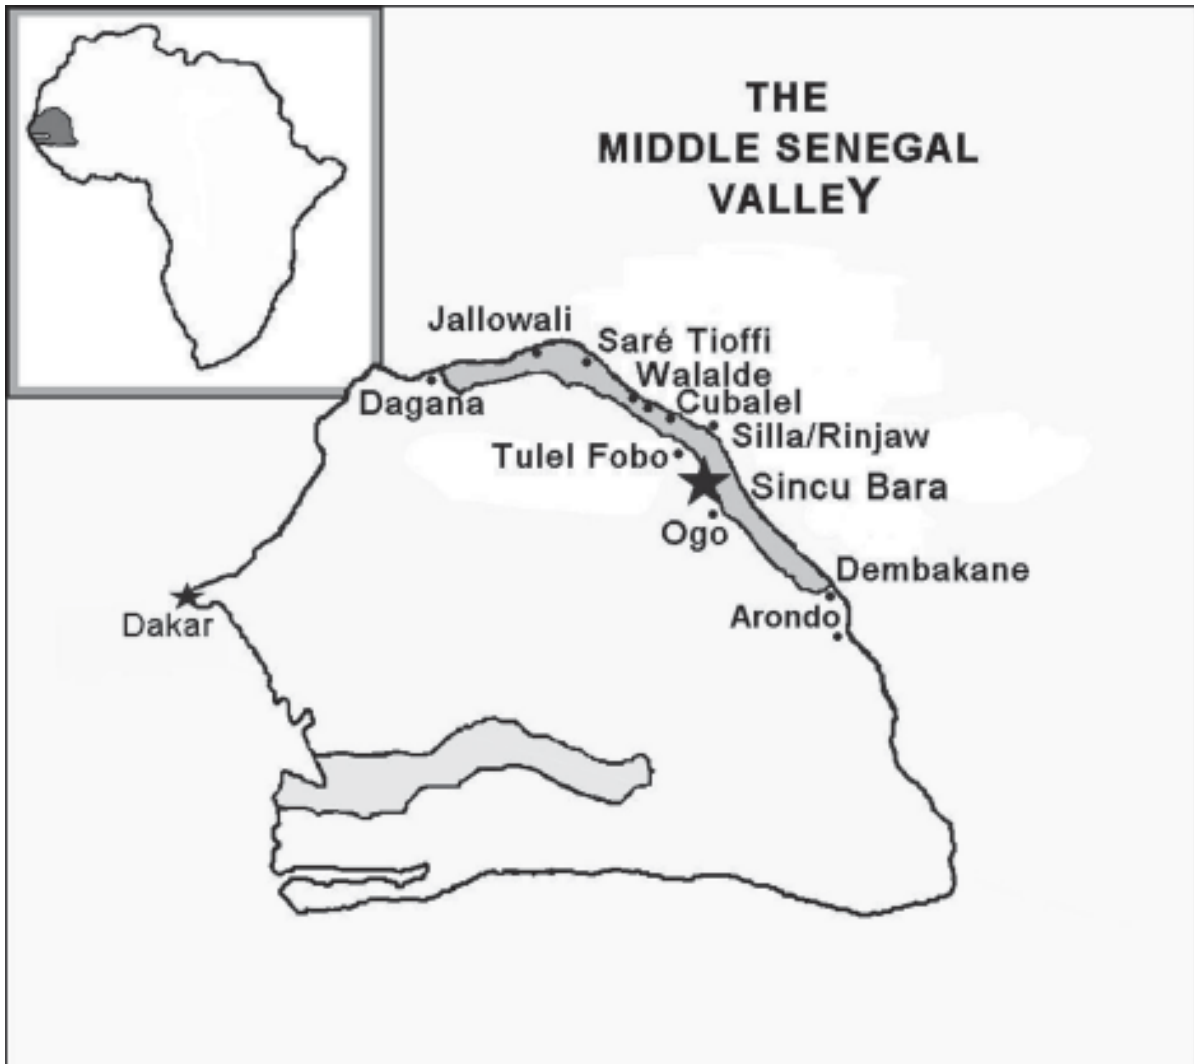 THE
MIDDLE SENEGAL
VALLEY
Jallowali
Saré Tioffi
Walalde
Dagana
Cubalel
Silla/Rinjaw
Tulel Fobo
Sincu Bara
Ogo
Dembakane
Arondo
Dakar